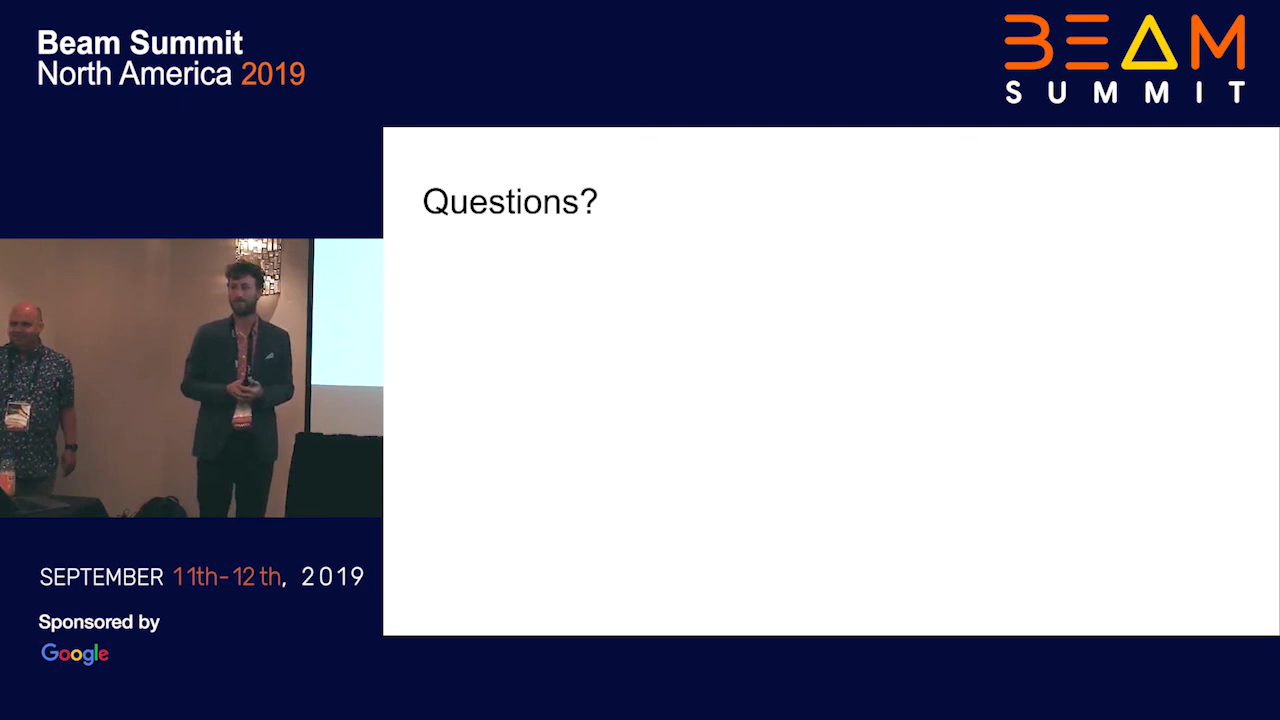 Beam Summit
North America 2019
BEAM
SUMMIT
Questions?
SEPTEMBER 11th-12th, 2019
Sponsored by
Google